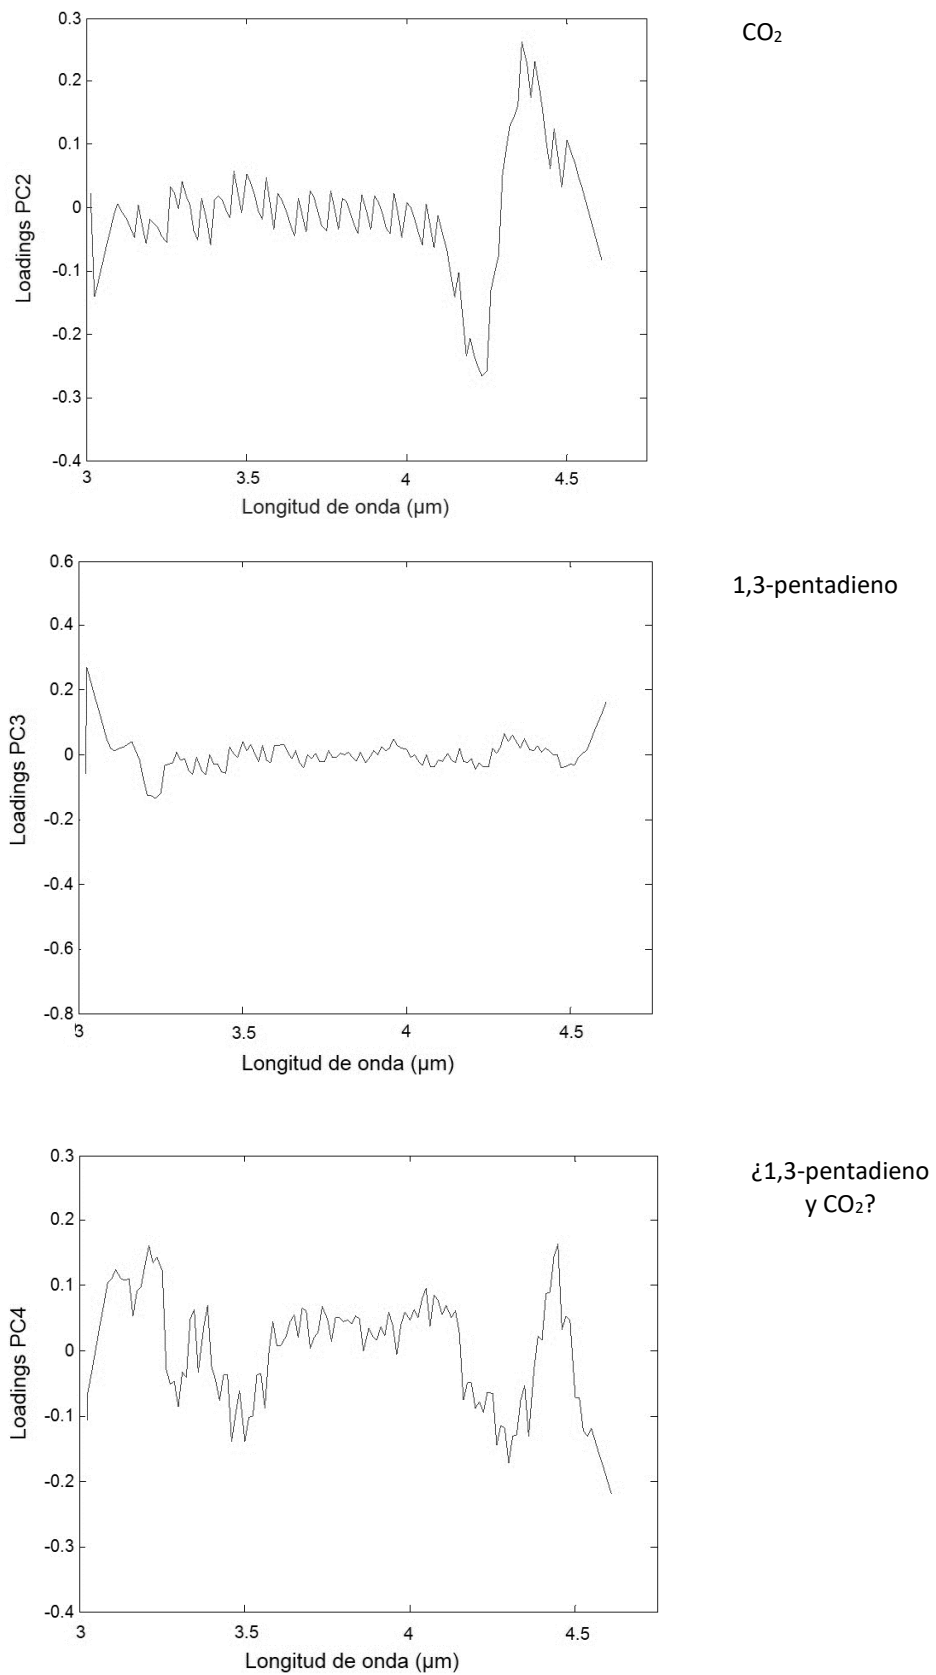 0.3
CO₂
0.2
0.1
0
-0.1
-0.2
-0.3
-0.4
Loadings PC2
3 3.5 4 4.5
Longitud de onda (µm)
0.6
1,3-pentadieno
0.4
0.2
0
-0.2
-0.4
-0.6
-0.8
Loadings PC3
3 3.5 4 4.5
Longitud de onda (µm)
0.3
¿1,3-pentadieno
y CO₂?
0.2
0.1
0
-0.1
-0.2
-0.3
-0.4
Loadings PC4
3 3.5 4 4.5
Longitud de onda (µm)